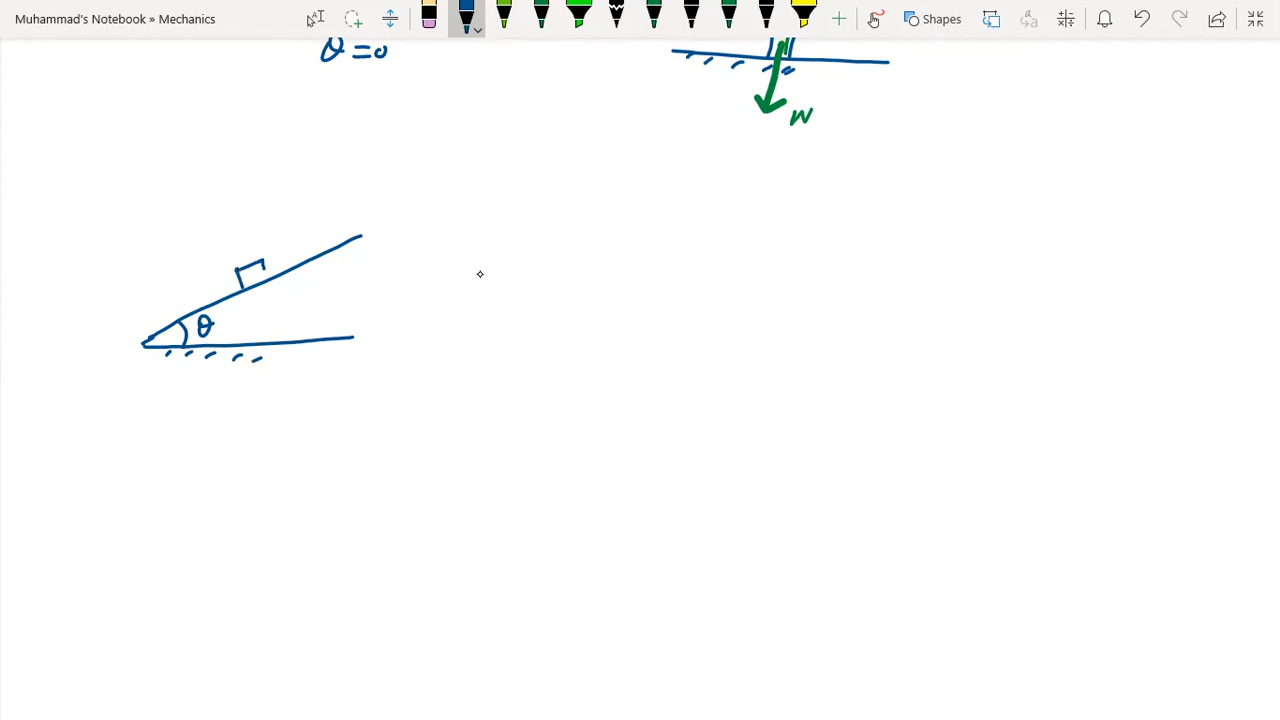 Muhammad's Notebook » Mechanics
Shapes
θ = 0
W
θ